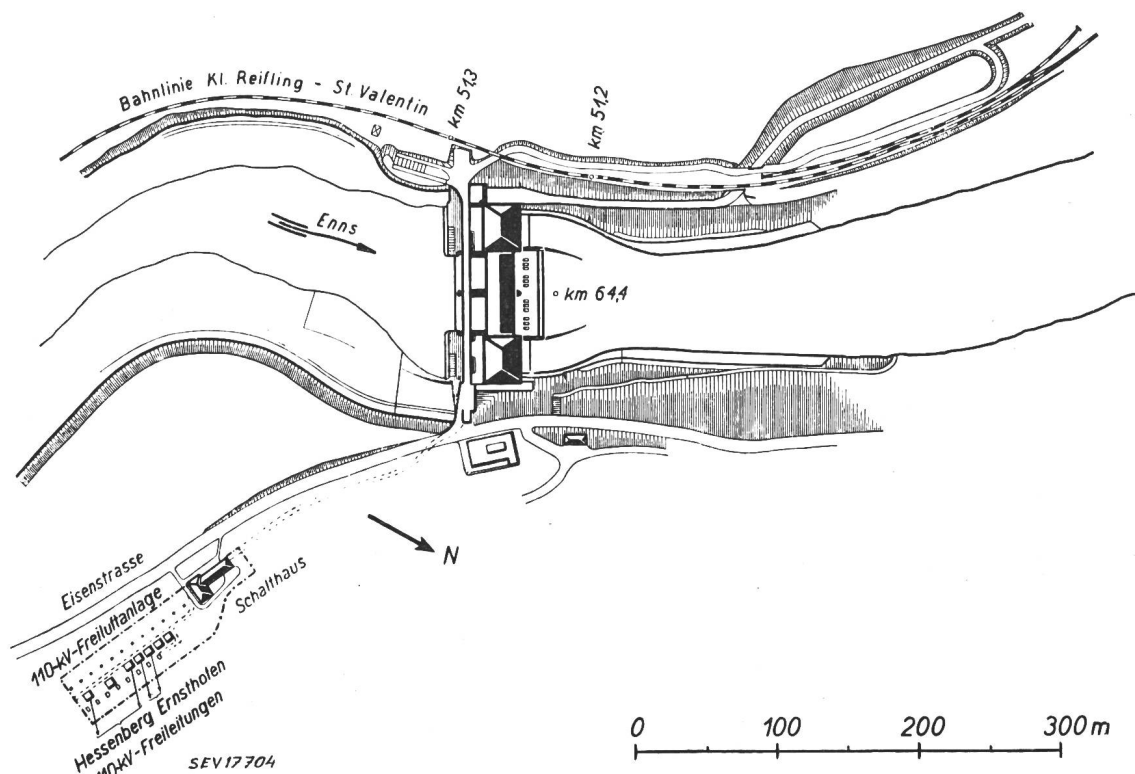 Bahnlinie Kl. Reifling - St. Valentin
km 51,3
km 51,2
Enns
km 64,4
N
Eisenstrasse
Schalthaus
110-kV-Freiluftanlage
Hessenberg Ernsthofen
110-kV-Freileitungen
0 100 200 300 m
SEV 17704